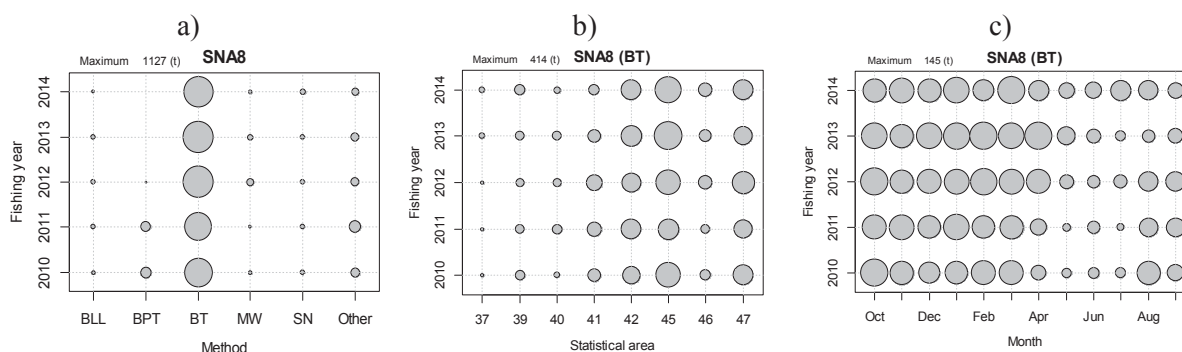 a)
Maximum 1127 (t) SNA8
Fishing year
2014
2013
2012
2011
2010
BLL BPT BT MW SN Other
Method
b)
Maximum 414 (t) SNA8 (BT)
Fishing year
2014
2013
2012
2011
2010
37 39 40 41 42 45 46 47
Statistical area
c)
Maximum 145 (t) SNA8 (BT)
Fishing year
2014
2013
2012
2011
2010
Oct Dec Feb Apr Jun Aug
Month